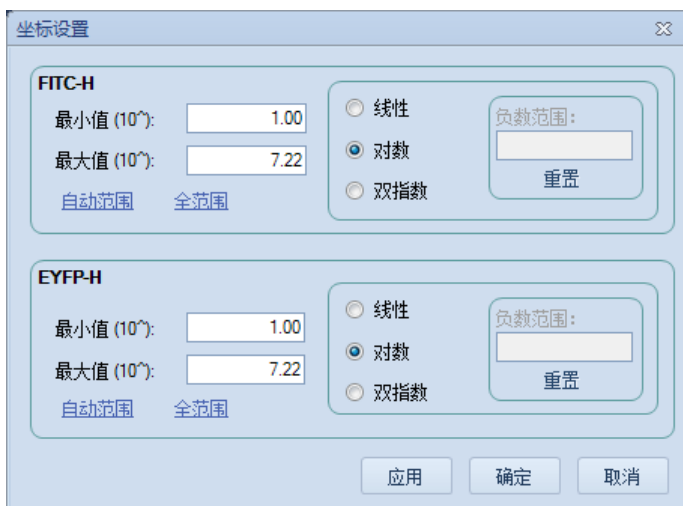 坐标设置
FITC-H
最小值 (10^): 1.00
最大值 (10^): 7.22
自动范围 全范围
线性
对数
双指数
负数范围:
重置
EYFP-H
最小值 (10^): 1.00
最大值 (10^): 7.22
自动范围 全范围
线性
对数
双指数
负数范围:
重置
应用 确定 取消